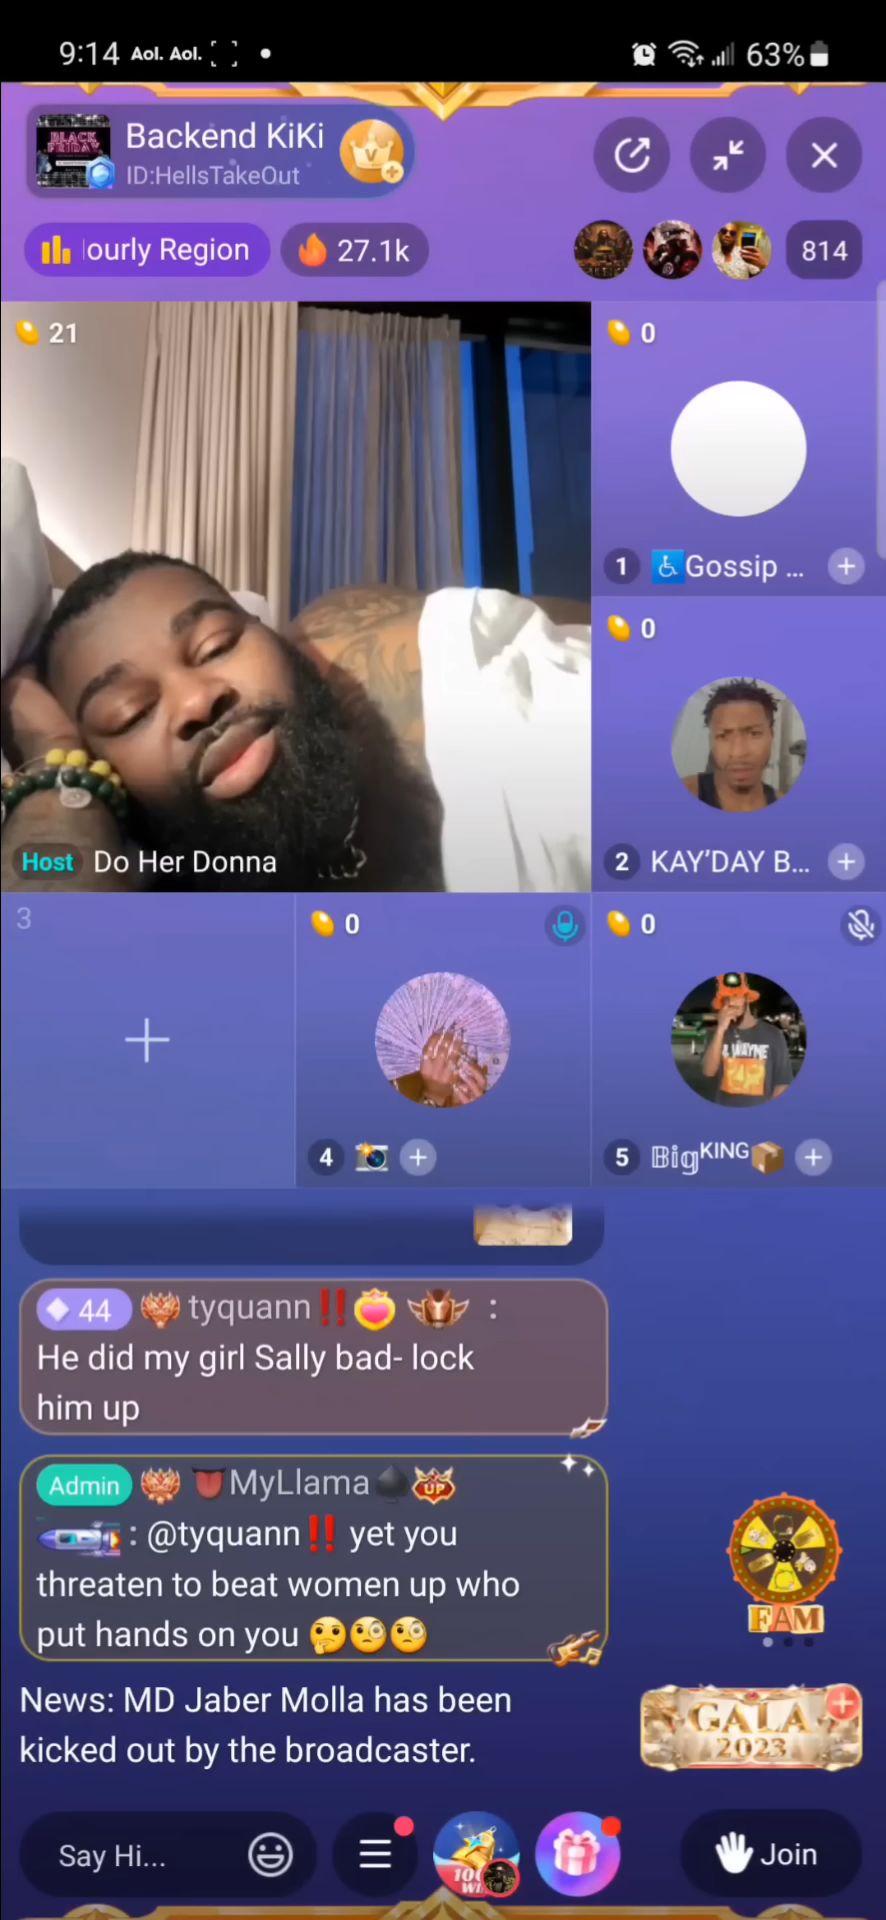 9:14 Aol. Aol. 63%
BLACK
FRIDAY
Backend KiKi
ID:HellsTakeOut
V
ourly Region
27.1k
814
21
0
1 Gossip ...
0
Host Do Her Donna
2 KAY’DAY B...
3
0
0
WAYNE
4
5 𝔹𝕚𝕘ᴷᴵᴺᴳ
44 tyquann‼️ :
He did my girl Sally bad- lock
him up
Admin 👅MyLlama♠️ UP
: @tyquann‼️ yet you
threaten to beat women up who
put hands on you 🤔🧐🧐
FAM
News: MD Jaber Molla has been
kicked out by the broadcaster.
GALA
2023
Say Hi...
Join